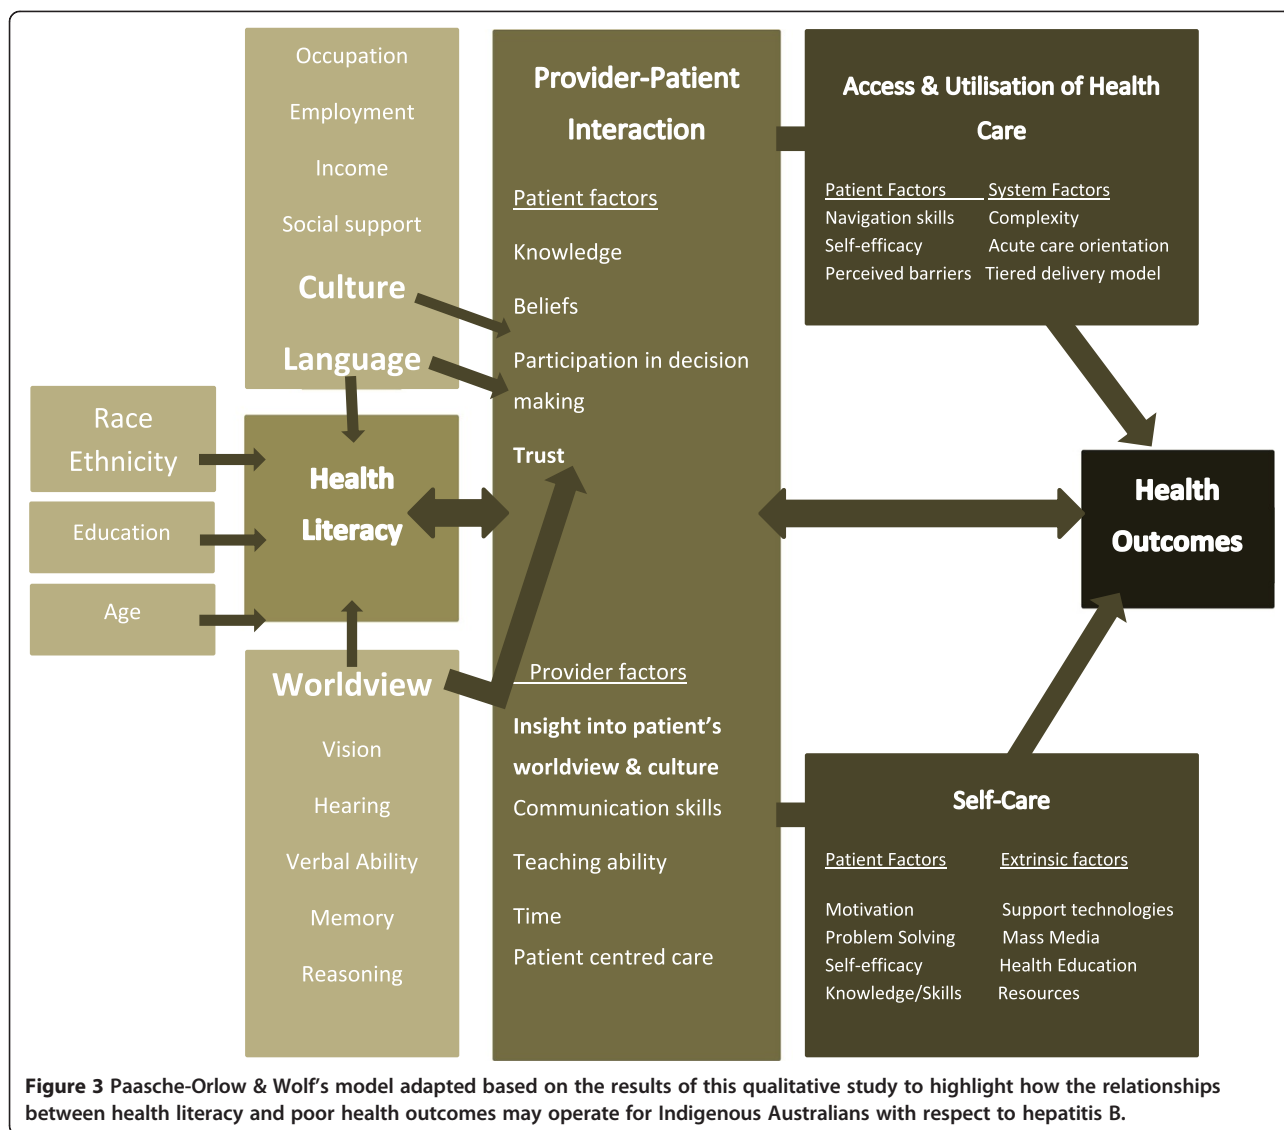 Occupation
Employment
Income
Social support
Culture
Language
Race
Ethnicity
Education
Age
Health
Literacy
Worldview
Vision
Hearing
Verbal Ability
Memory
Reasoning
Provider-Patient
Interaction
Patient factors
Knowledge
Beliefs
Participation in decision
making
Trust
Provider factors
Insight into patient’s
worldview & culture
Communication skills
Teaching ability
Time
Patient centred care
Access & Utilisation of Health
Care
Patient Factors System Factors
Navigation skills Complexity
Self-efficacy Acute care orientation
Perceived barriers Tiered delivery model
Health
Outcomes
Self-Care
Patient Factors Extrinsic factors
Motivation Support technologies
Problem Solving Mass Media
Self-efficacy Health Education
Knowledge/Skills Resources
Figure 3 Paasche-Orlow & Wolf’s model adapted based on the results of this qualitative study to highlight how the relationships
between health literacy and poor health outcomes may operate for Indigenous Australians with respect to hepatitis B.